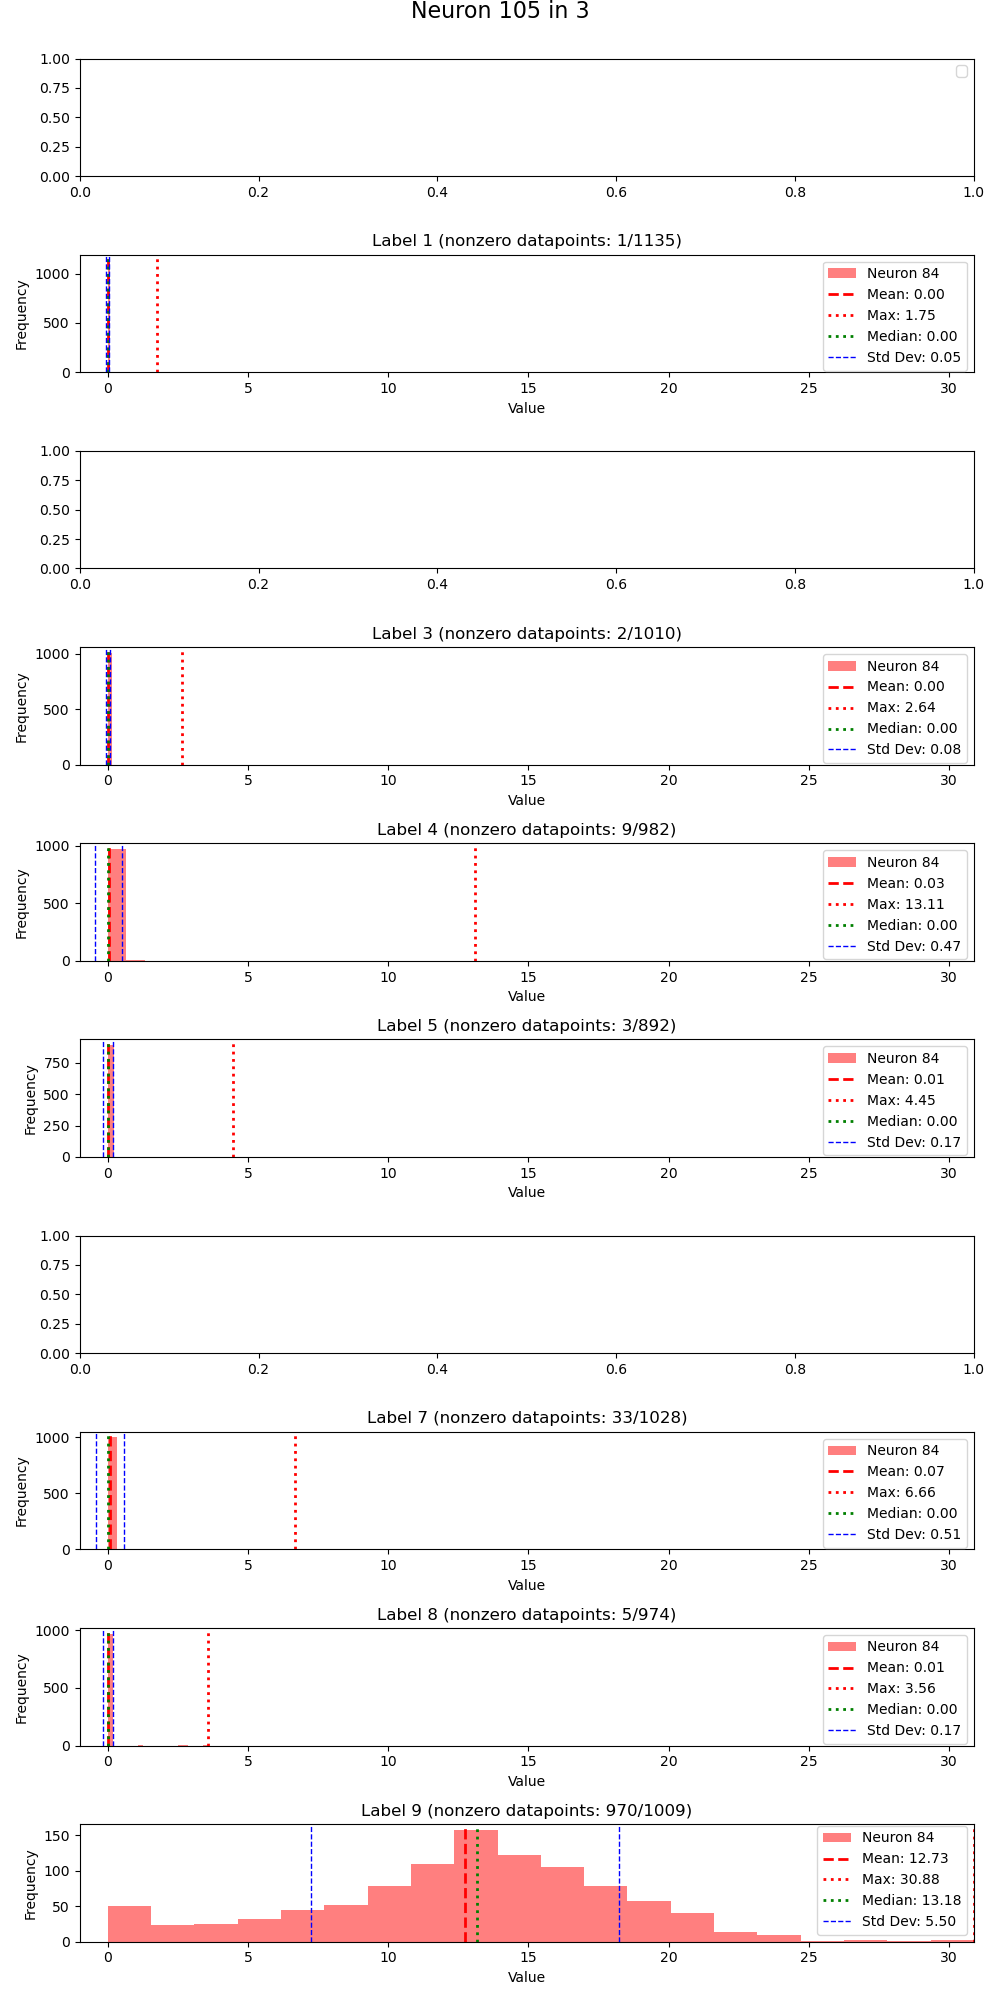 Neuron 105 in 3
1.00
0.75
0.50
0.25
0.00
0.0 0.2 0.4 0.6 0.8 1.0
Label 1 (nonzero datapoints: 1/1135)
Frequency
1000
500
0
Neuron 84
Mean: 0.00
Max: 1.75
Median: 0.00
Std Dev: 0.05
0 5 10 15 20 25 30
Value
1.00
0.75
0.50
0.25
0.00
0.0 0.2 0.4 0.6 0.8 1.0
Label 3 (nonzero datapoints: 2/1010)
Frequency
1000
500
0
Neuron 84
Mean: 0.00
Max: 2.64
Median: 0.00
Std Dev: 0.08
0 5 10 15 20 25 30
Value
Label 4 (nonzero datapoints: 9/982)
Frequency
1000
500
0
Neuron 84
Mean: 0.03
Max: 13.11
Median: 0.00
Std Dev: 0.47
0 5 10 15 20 25 30
Value
Label 5 (nonzero datapoints: 3/892)
Frequency
750
500
250
0
Neuron 84
Mean: 0.01
Max: 4.45
Median: 0.00
Std Dev: 0.17
0 5 10 15 20 25 30
Value
1.00
0.75
0.50
0.25
0.00
0.0 0.2 0.4 0.6 0.8 1.0
Label 7 (nonzero datapoints: 33/1028)
Frequency
1000
500
0
Neuron 84
Mean: 0.07
Max: 6.66
Median: 0.00
Std Dev: 0.51
0 5 10 15 20 25 30
Value
Label 8 (nonzero datapoints: 5/974)
Frequency
1000
500
0
Neuron 84
Mean: 0.01
Max: 3.56
Median: 0.00
Std Dev: 0.17
0 5 10 15 20 25 30
Value
Label 9 (nonzero datapoints: 970/1009)
Frequency
150
100
50
0
Neuron 84
Mean: 12.73
Max: 30.88
Median: 13.18
Std Dev: 5.50
0 5 10 15 20 25 30
Value